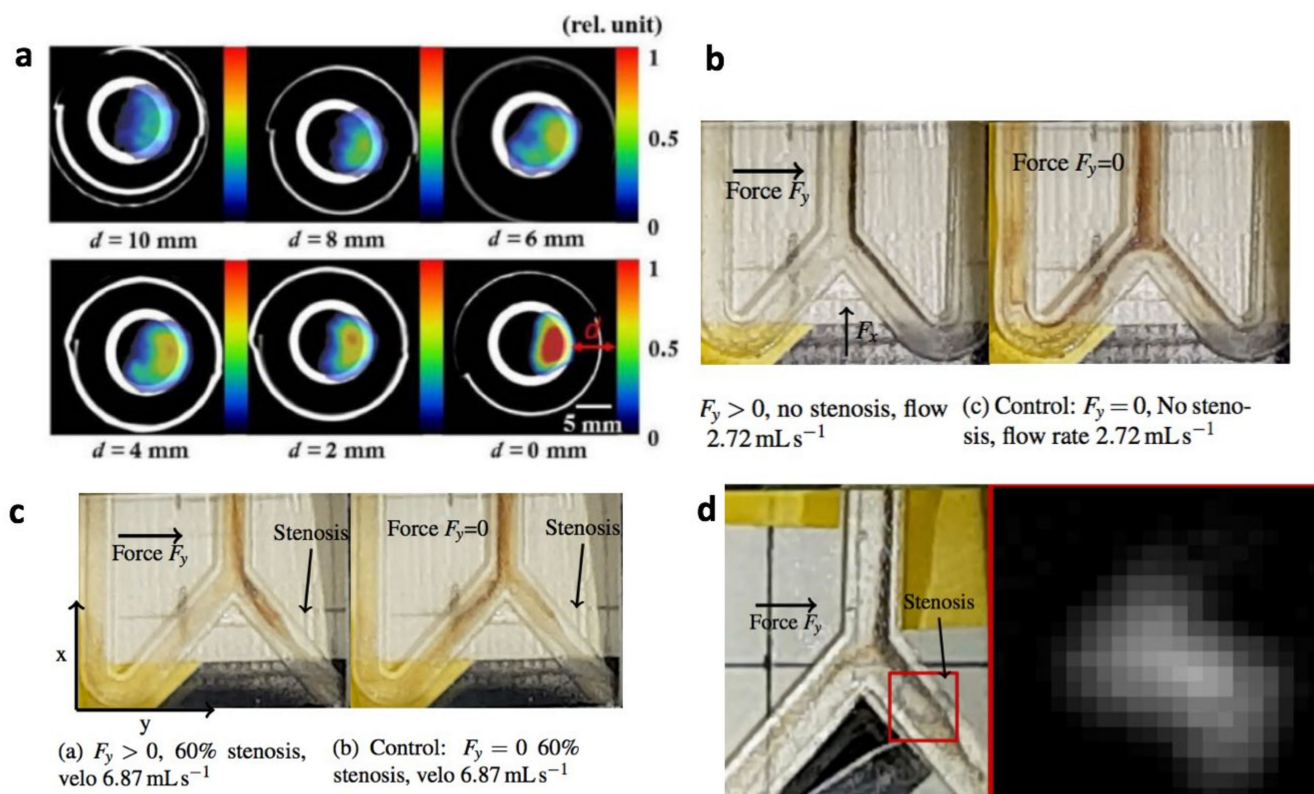 a
(rel. unit)
1
0.5
0
d = 10 mm
d = 8 mm
d = 6 mm
1
0.5
0
d
5 mm
d = 4 mm
d = 2 mm
d = 0 mm
b
Force Fy
Fx
Force Fy=0
Fy > 0, no stenosis, flow
2.72 mL s−1
(c) Control: Fy = 0, No steno-
sis, flow rate 2.72 mL s−1
c
Force Fy
Stenosis
x
y
Force Fy=0
Stenosis
(a) Fy > 0, 60% stenosis,
velo 6.87 mL s−1
(b) Control: Fy = 0 60%
stenosis, velo 6.87 mL s−1
d
Force Fy
Stenosis